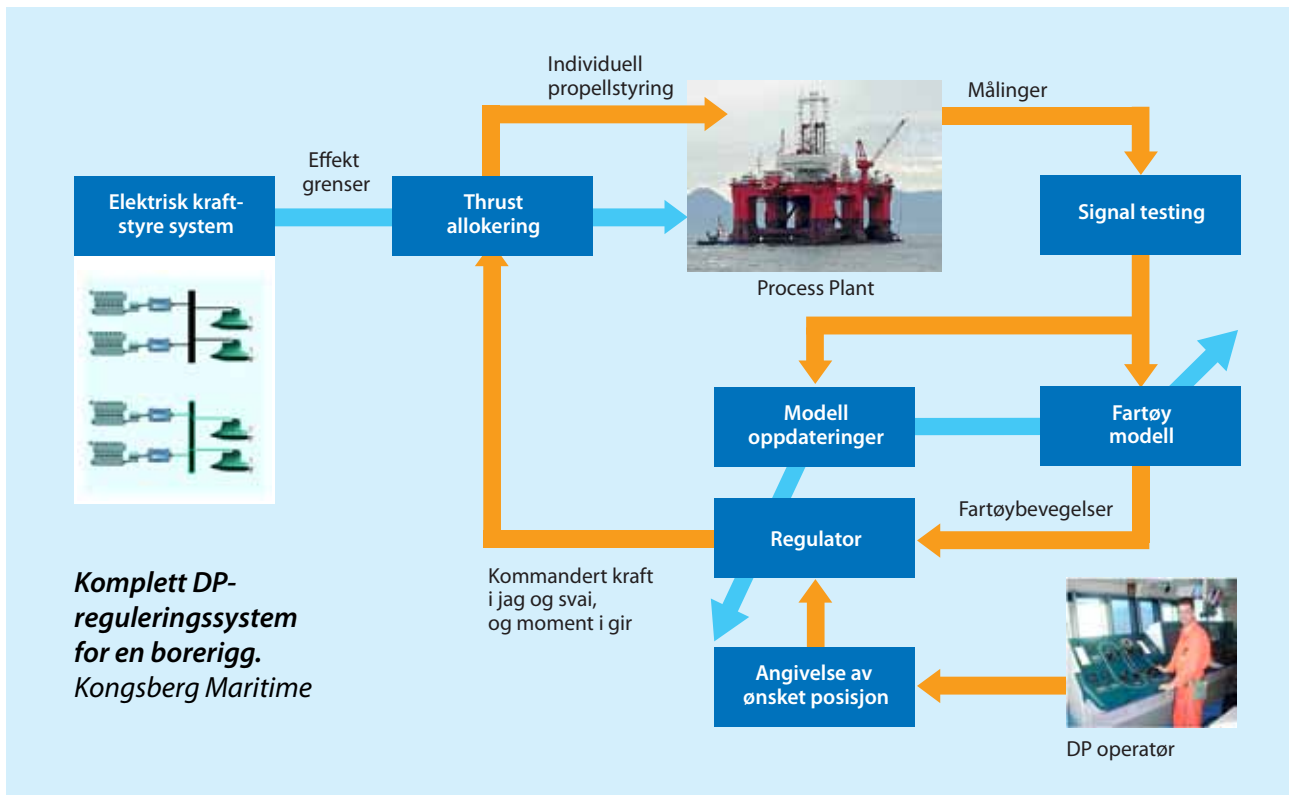 Individuell
propellstyring
Målinger
Effekt
grenser
Elektrisk kraft-
styre system
Thrust
allokering
Signal testing
Process Plant
Modell
oppdateringer
Fartøy
modell
Fartøybevegelser
Regulator
Kommandert kraft
i jag og svai,
og moment i gir
Komplett DP-
reguleringssystem
for en borerigg.
Kongsberg Maritime
Angivelse av
ønsket posisjon
DP operatør